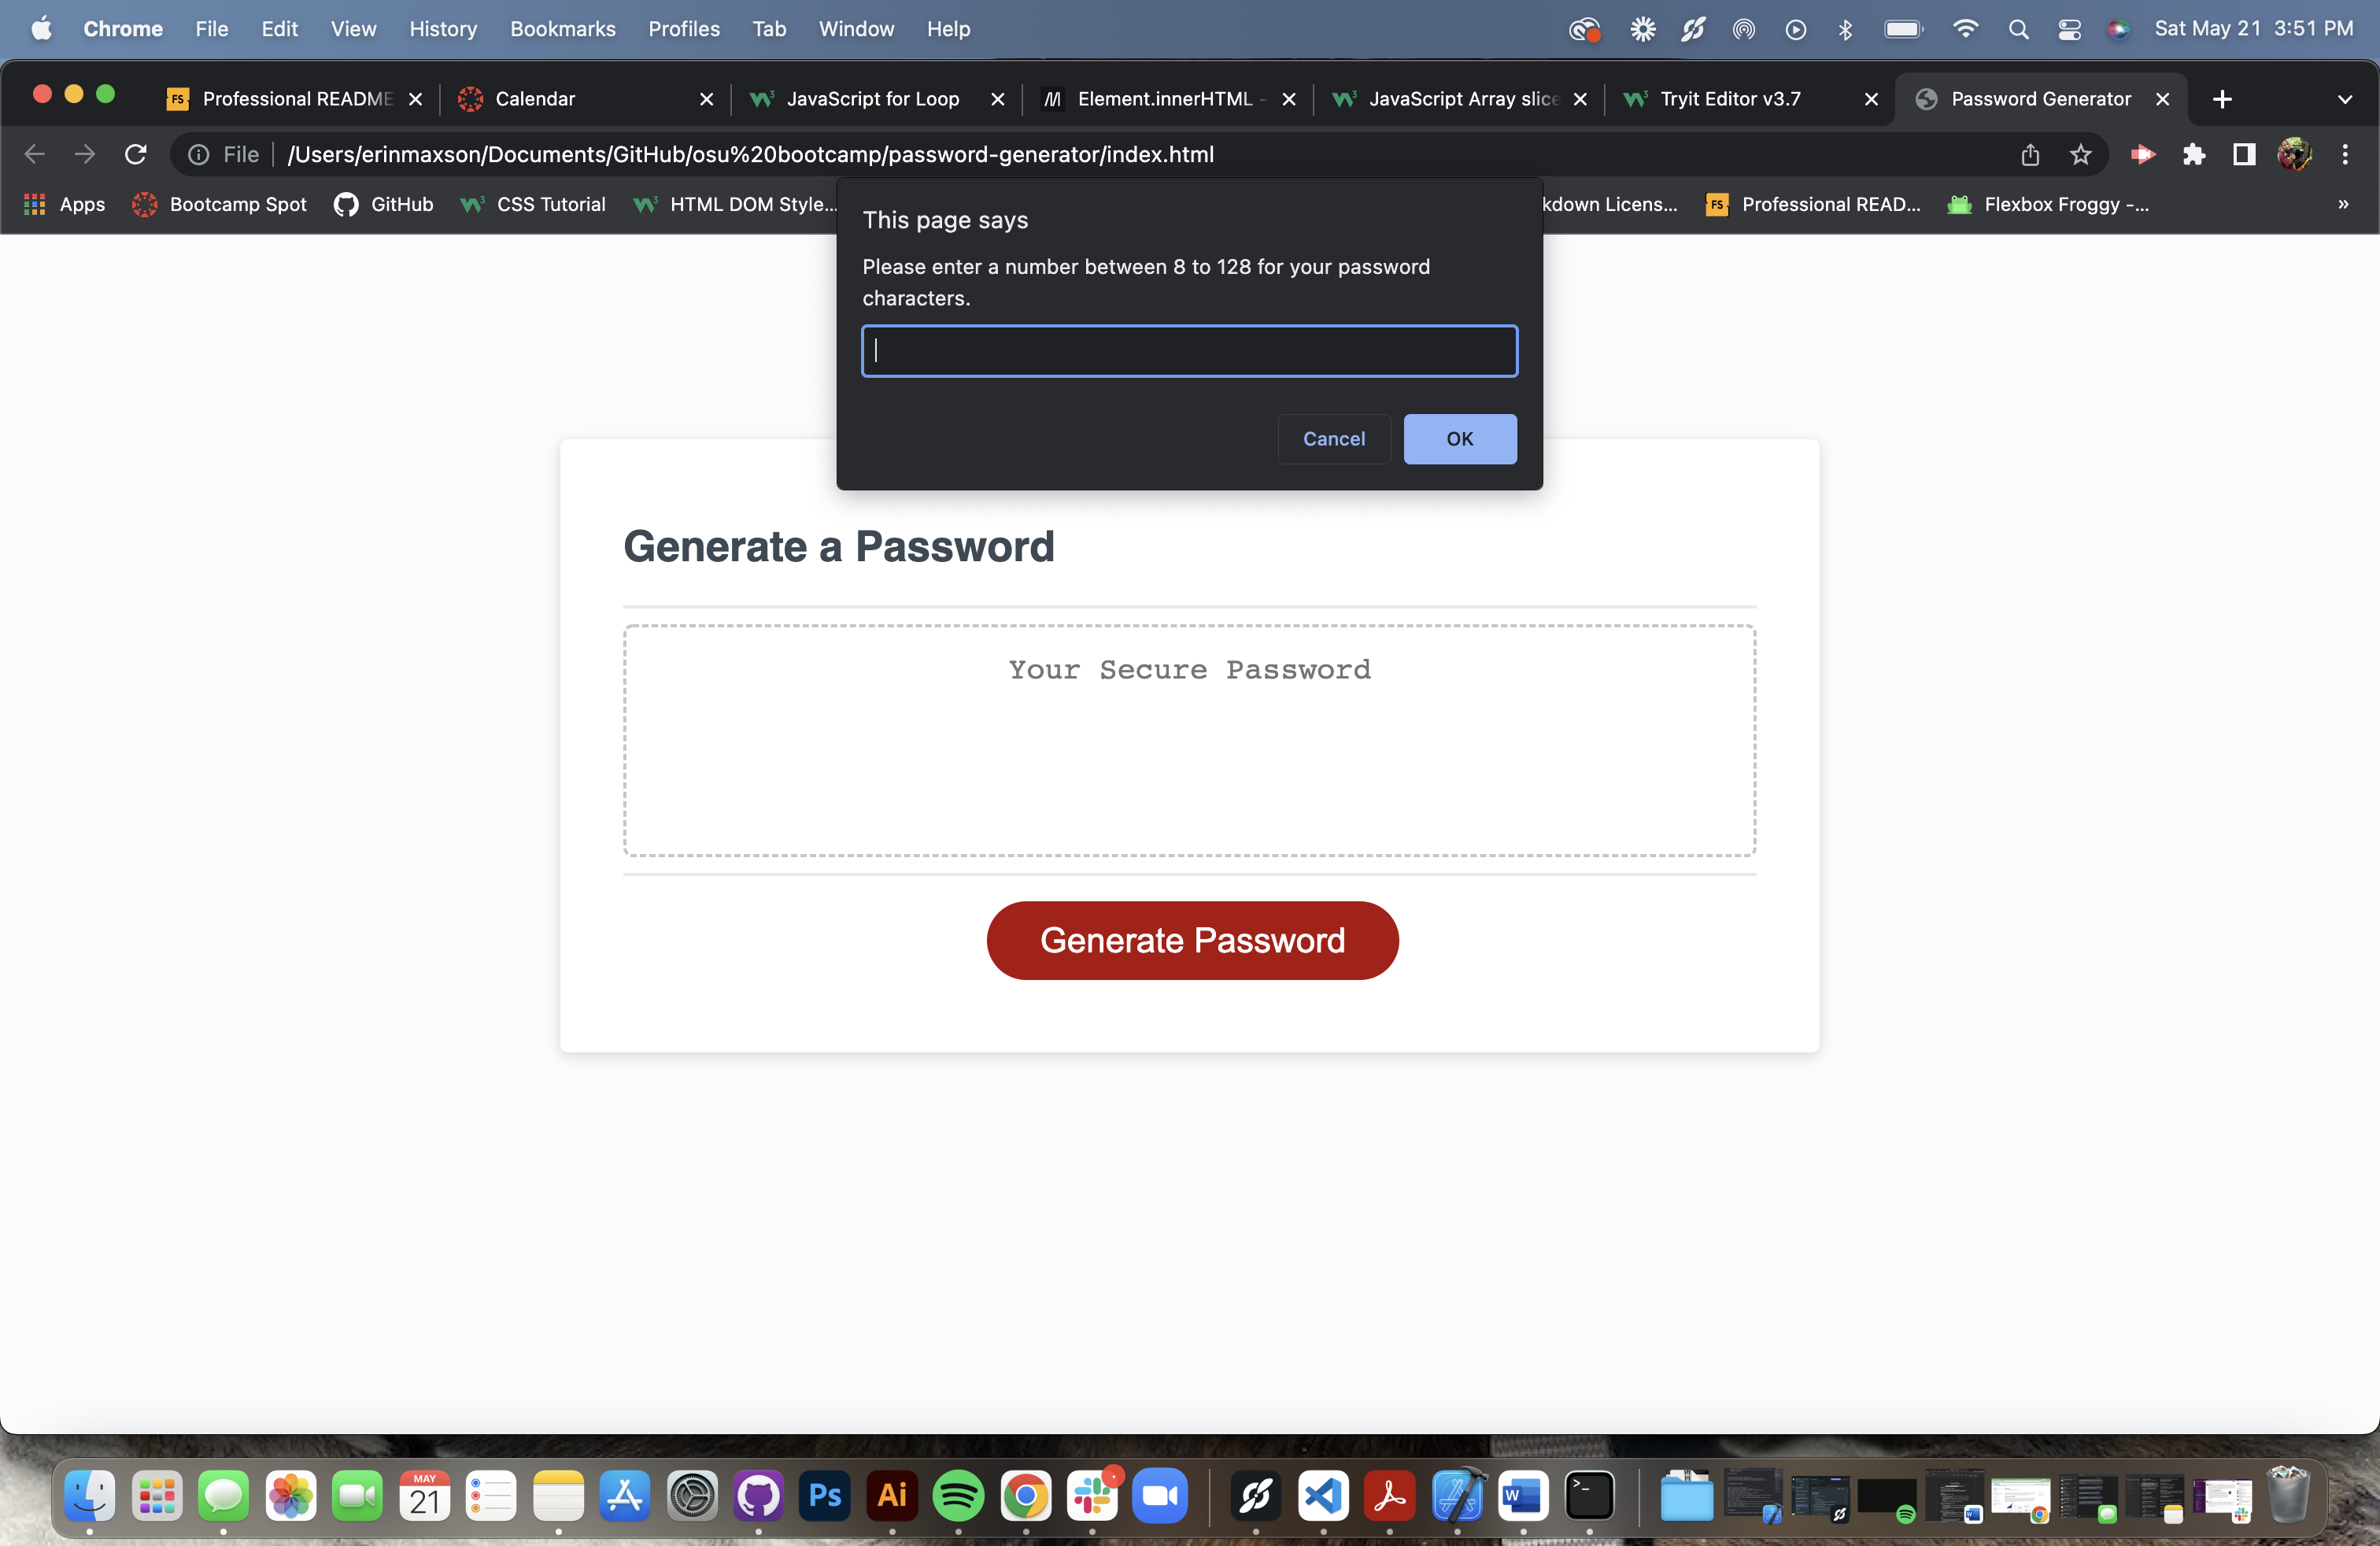 Chrome File Edit View History Bookmarks Profiles Tab Window Help Sat May 21 3:51 PM
FS Professional README Calendar JavaScript for Loop Element.innerHTML - JavaScript Array slice Tryit Editor v3.7 Password Generator
File /Users/erinmaxson/Documents/GitHub/osu%20bootcamp/password-generator/index.html
Apps Bootcamp Spot GitHub CSS Tutorial HTML DOM Style... kdown Licens... FS Professional READ... Flexbox Froggy -... »
This page says
Please enter a number between 8 to 128 for your password
characters.
Cancel OK
Generate a Password
Your Secure Password
Generate Password
MAY
21 Ps Ai W